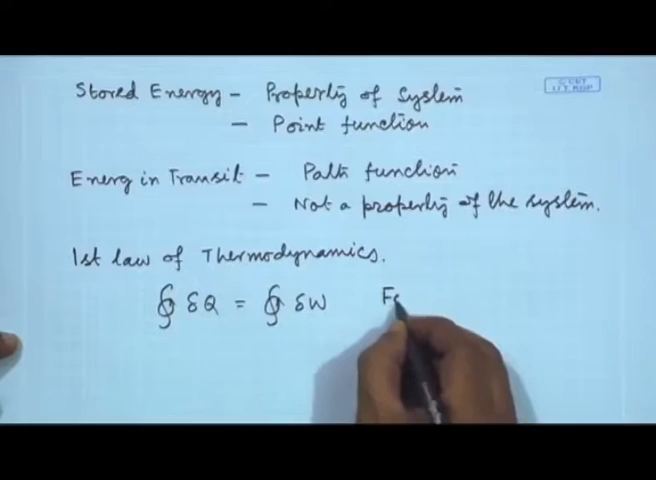 Stored Energy - Property of System
- Point function
Energy in Transit - Path function
- Not a property of the system.
1st law of Thermodynamics.
∮ δQ = ∮ δW Fo